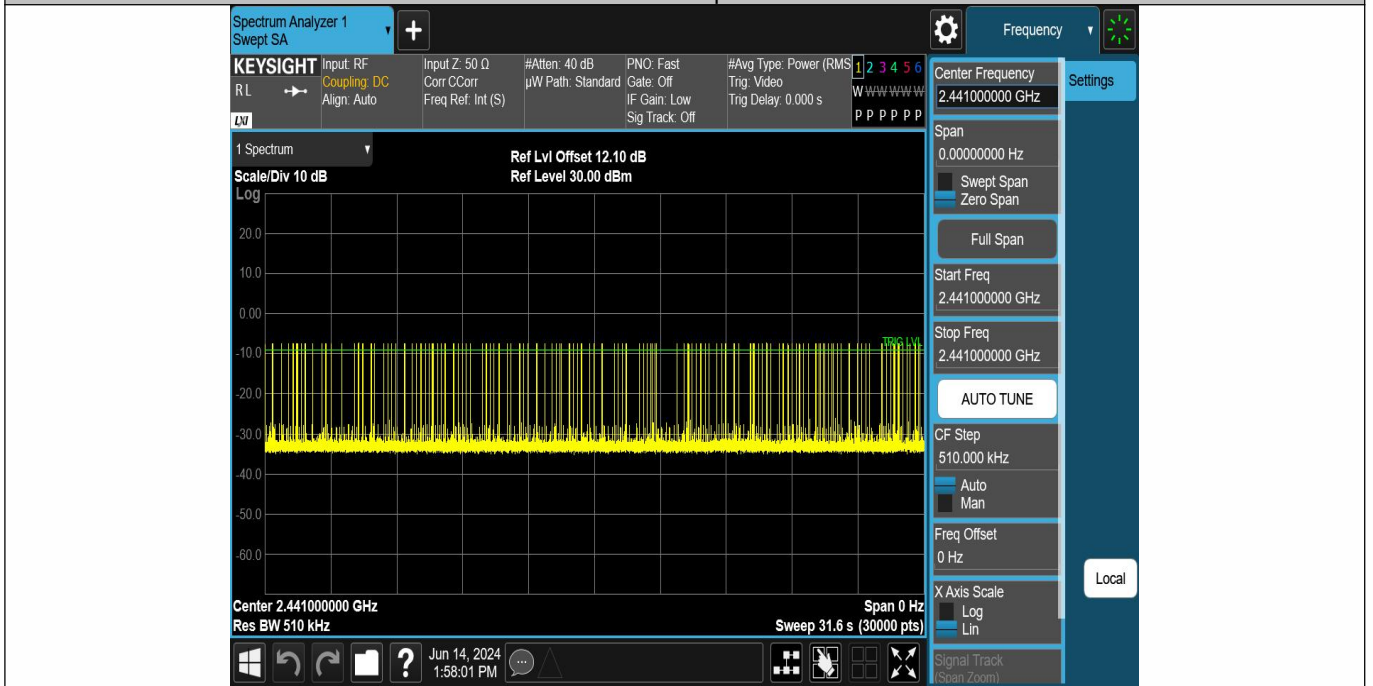 Spectrum Analyzer 1
Swept SA
+
Frequency
KEYSIGHT
RL
LXI
Input: RF
Coupling: DC
Align: Auto
Input Z: 50 Ω
Corr CCorr
Freq Ref: Int (S)
#Atten: 40 dB
µW Path: Standard
PNO: Fast
Gate: Off
IF Gain: Low
Sig Track: Off
#Avg Type: Power (RMS
Trig: Video
Trig Delay: 0.000 s
1 2 3 4 5 6
W W W W W W
P P P P P P
Center Frequency
2.441000000 GHz
Settings
1 Spectrum
Scale/Div 10 dB
Ref Lvl Offset 12.10 dB
Ref Level 30.00 dBm
Log
20.0
10.0
0.00
-10.0
-20.0
-30.0
-40.0
-50.0
-60.0
TRIG LVL
Center 2.441000000 GHz
Res BW 510 kHz
Span 0 Hz
Sweep 31.6 s (30000 pts)
Span
0.00000000 Hz
Swept Span
Zero Span
Full Span
Start Freq
2.441000000 GHz
Stop Freq
2.441000000 GHz
AUTO TUNE
CF Step
510.000 kHz
Auto
Man
Freq Offset
0 Hz
X Axis Scale
Log
Lin
Signal Track
(Span Zoom)
Local
?
Jun 14, 2024
1:58:01 PM